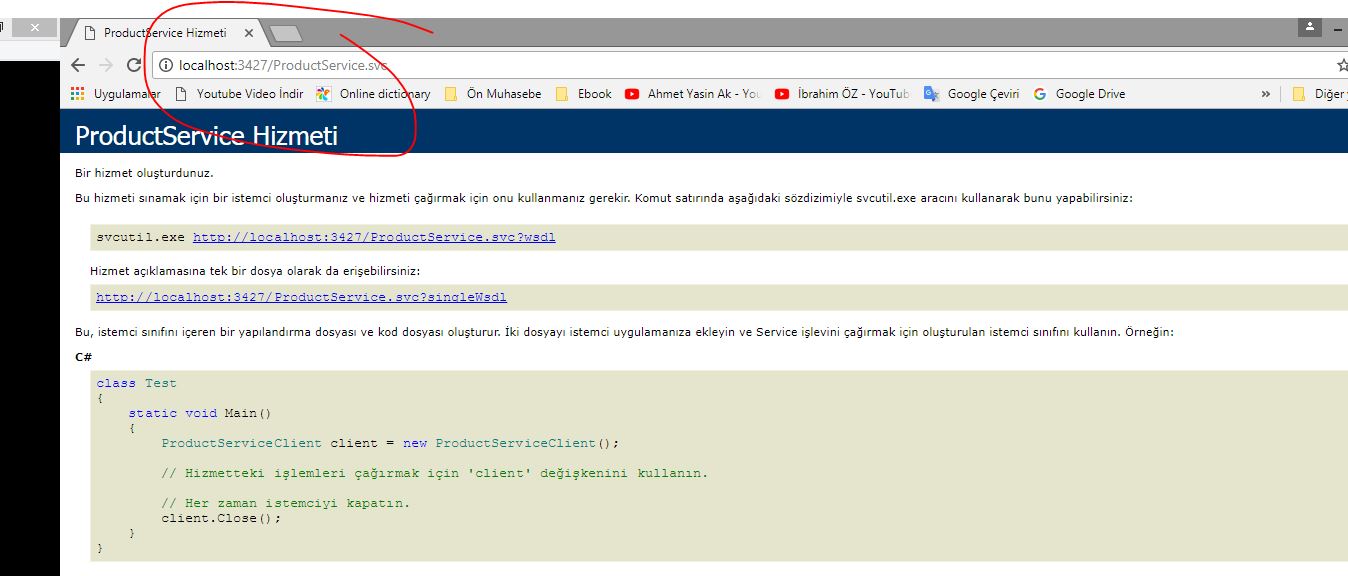 ProductService Hizmeti
localhost:3427/ProductService.svc
Uygulamalar Youtube Video İndir Online dictionary Ön Muhasebe Ebook Ahmet Yasin Ak - You İbrahim ÖZ - YouTub Google Çeviri Google Drive » Diğer
ProductService Hizmeti
Bir hizmet oluşturdunuz.
Bu hizmeti sınamak için bir istemci oluşturmanız ve hizmeti çağırmak için onu kullanmanız gerekir. Komut satırında aşağıdaki sözdizimiyle svcutil.exe aracını kullanarak bunu yapabilirsiniz:
svcutil.exe http://localhost:3427/ProductService.svc?wsdl
Hizmet açıklamasına tek bir dosya olarak da erişebilirsiniz:
http://localhost:3427/ProductService.svc?singleWsdl
Bu, istemci sınıfını içeren bir yapılandırma dosyası ve kod dosyası oluşturur. İki dosyayı istemci uygulamanıza ekleyin ve Service işlevini çağırmak için oluşturulan istemci sınıfını kullanın. Örneğin:
C#
class Test
{
static void Main()
{
ProductServiceClient client = new ProductServiceClient();
// Hizmetteki işlemleri çağırmak için 'client' değişkenini kullanın.
// Her zaman istemciyi kapatın.
client.Close();
}
}